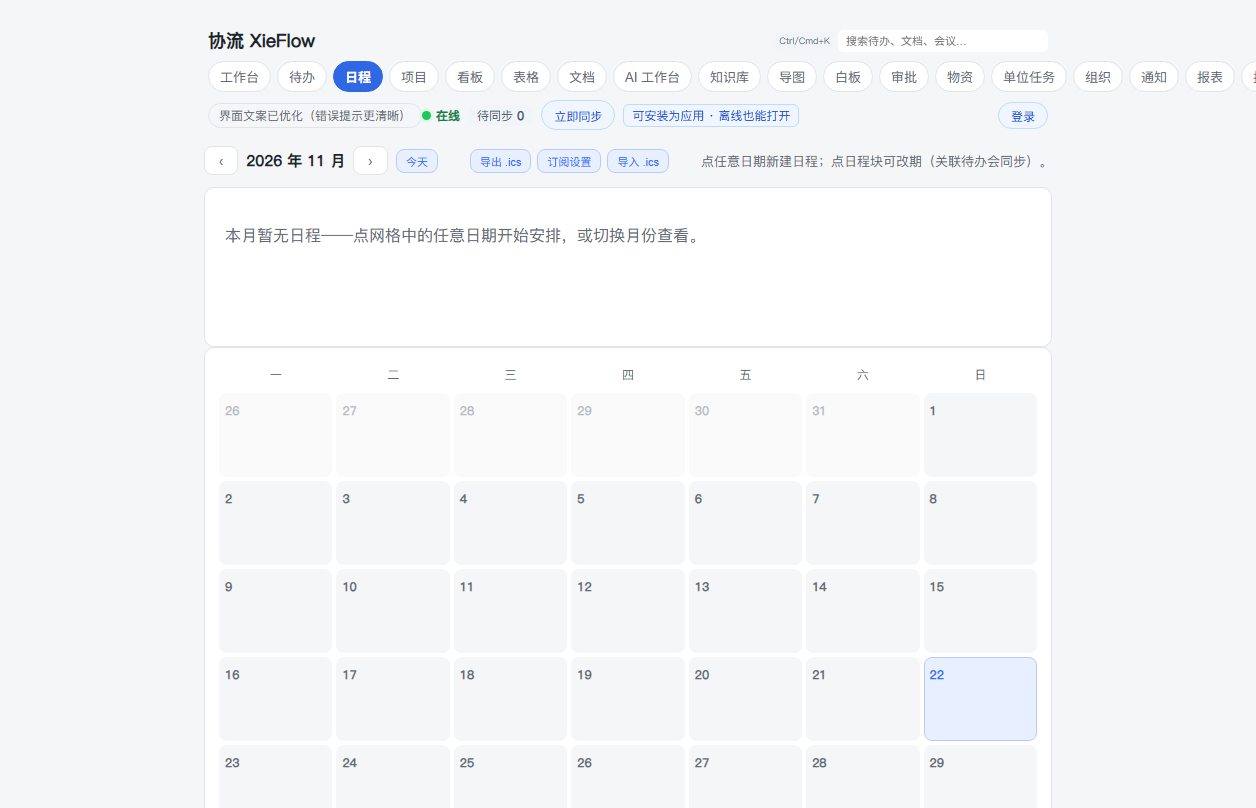 协流 XieFlow
Ctrl/Cmd+K 搜索待办、文档、会议…
工作台 待办 日程 项目 看板 表格 文档 AI 工作台 知识库 导图 白板 审批 物资 单位任务 组织 通知 报表
界面文案已优化（错误提示更清晰） 在线 待同步 0 立即同步 可安装为应用 · 离线也能打开 登录
‹ 2026 年 11 月 › 今天 导出 .ics 订阅设置 导入 .ics 点任意日期新建日程；点日程块可改期（关联待办会同步）。
本月暂无日程——点网格中的任意日期开始安排，或切换月份查看。
一 二 三 四 五 六 日
26 27 28 29 30 31 1
2 3 4 5 6 7 8
9 10 11 12 13 14 15
16 17 18 19 20 21 22
23 24 25 26 27 28 29